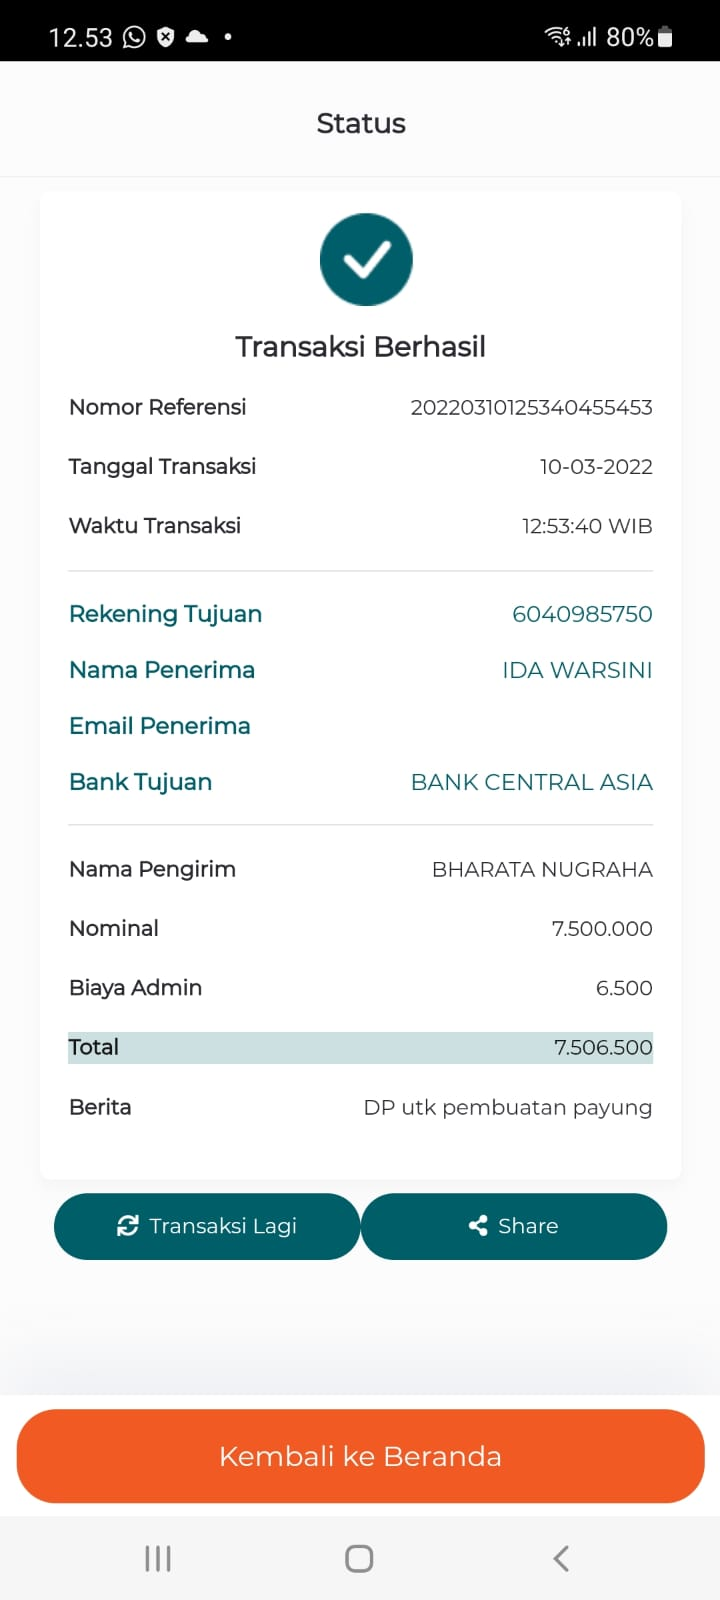 12.53 80%
Status
Transaksi Berhasil
Nomor Referensi 20220310125340455453
Tanggal Transaksi 10-03-2022
Waktu Transaksi 12:53:40 WIB
Rekening Tujuan 6040985750
Nama Penerima IDA WARSINI
Email Penerima
Bank Tujuan BANK CENTRAL ASIA
Nama Pengirim BHARATA NUGRAHA
Nominal 7.500.000
Biaya Admin 6.500
Total 7.506.500
Berita DP utk pembuatan payung
Transaksi Lagi Share
Kembali ke Beranda